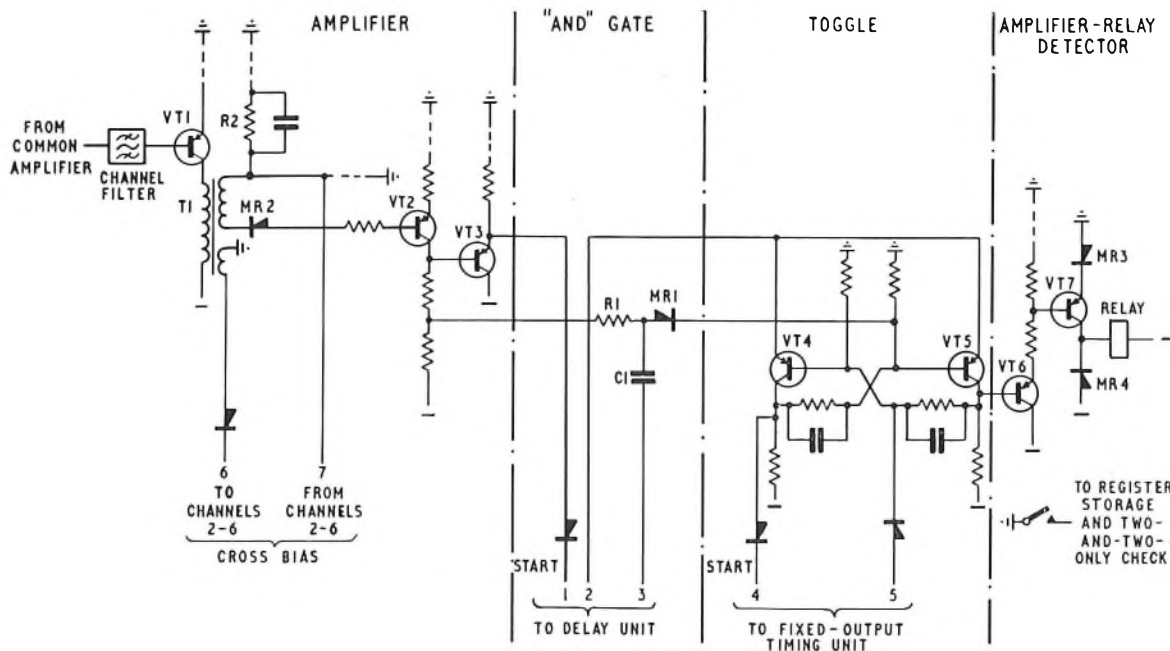 AMPLIFIER
"AND" GATE
TOGGLE
AMPLIFIER-RELAY
DETECTOR
VT1
R2
FROM
COMMON
AMPLIFIER
CHANNEL
FILTER
T1
MR2
VT2
VT3
R1
MR1
C1
VT4
VT5
VT6
VT7
MR3
RELAY
MR4
6
TO
CHANNELS
2-6
7
FROM
CHANNELS
2-6
CROSS BIAS
START
1
2
3
TO DELAY UNIT
START
4
5
TO FIXED-OUTPUT
TIMING UNIT
TO REGISTER
STORAGE
AND TWO-
AND-TWO-
ONLY CHECK